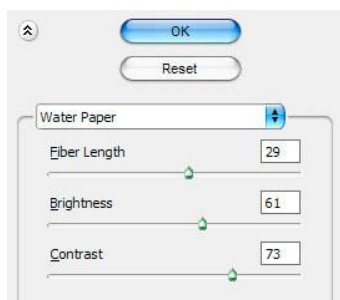 OK
Reset
Water Paper
Fiber Length 29
Brightness 61
Contrast 73